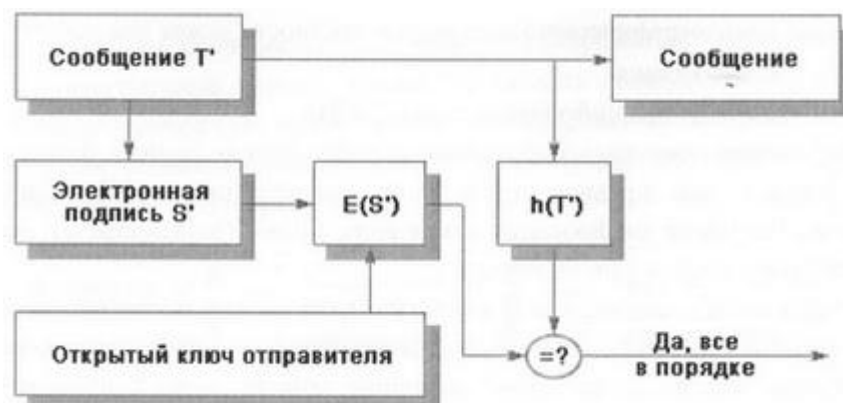 Сообщение T'
Сообщение
Электронная
подпись S'
E(S')
h(T')
Открытый ключ отправителя
=?
Да, все
в порядке